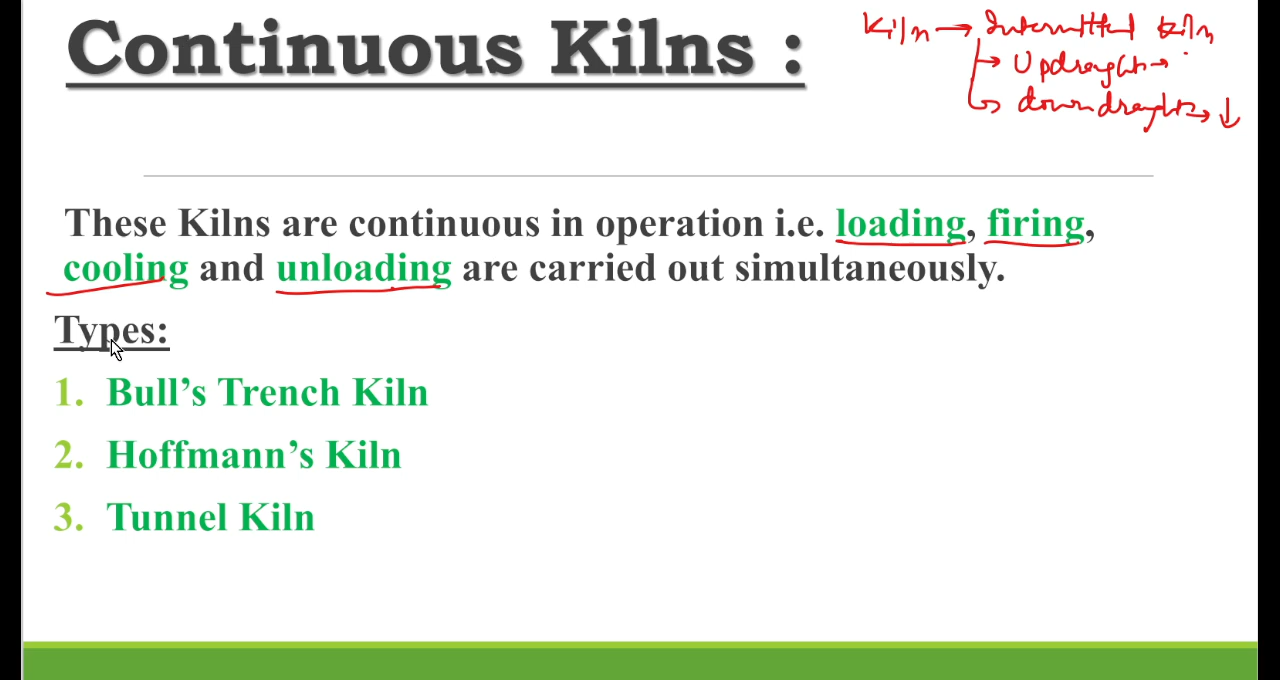 Continuous Kilns :
Kiln → Intermittent kiln
→ Updraught →
→ downdraught → ↓
These Kilns are continuous in operation i.e. loading, firing,
cooling and unloading are carried out simultaneously.
Types:
1. Bull’s Trench Kiln
2. Hoffmann’s Kiln
3. Tunnel Kiln